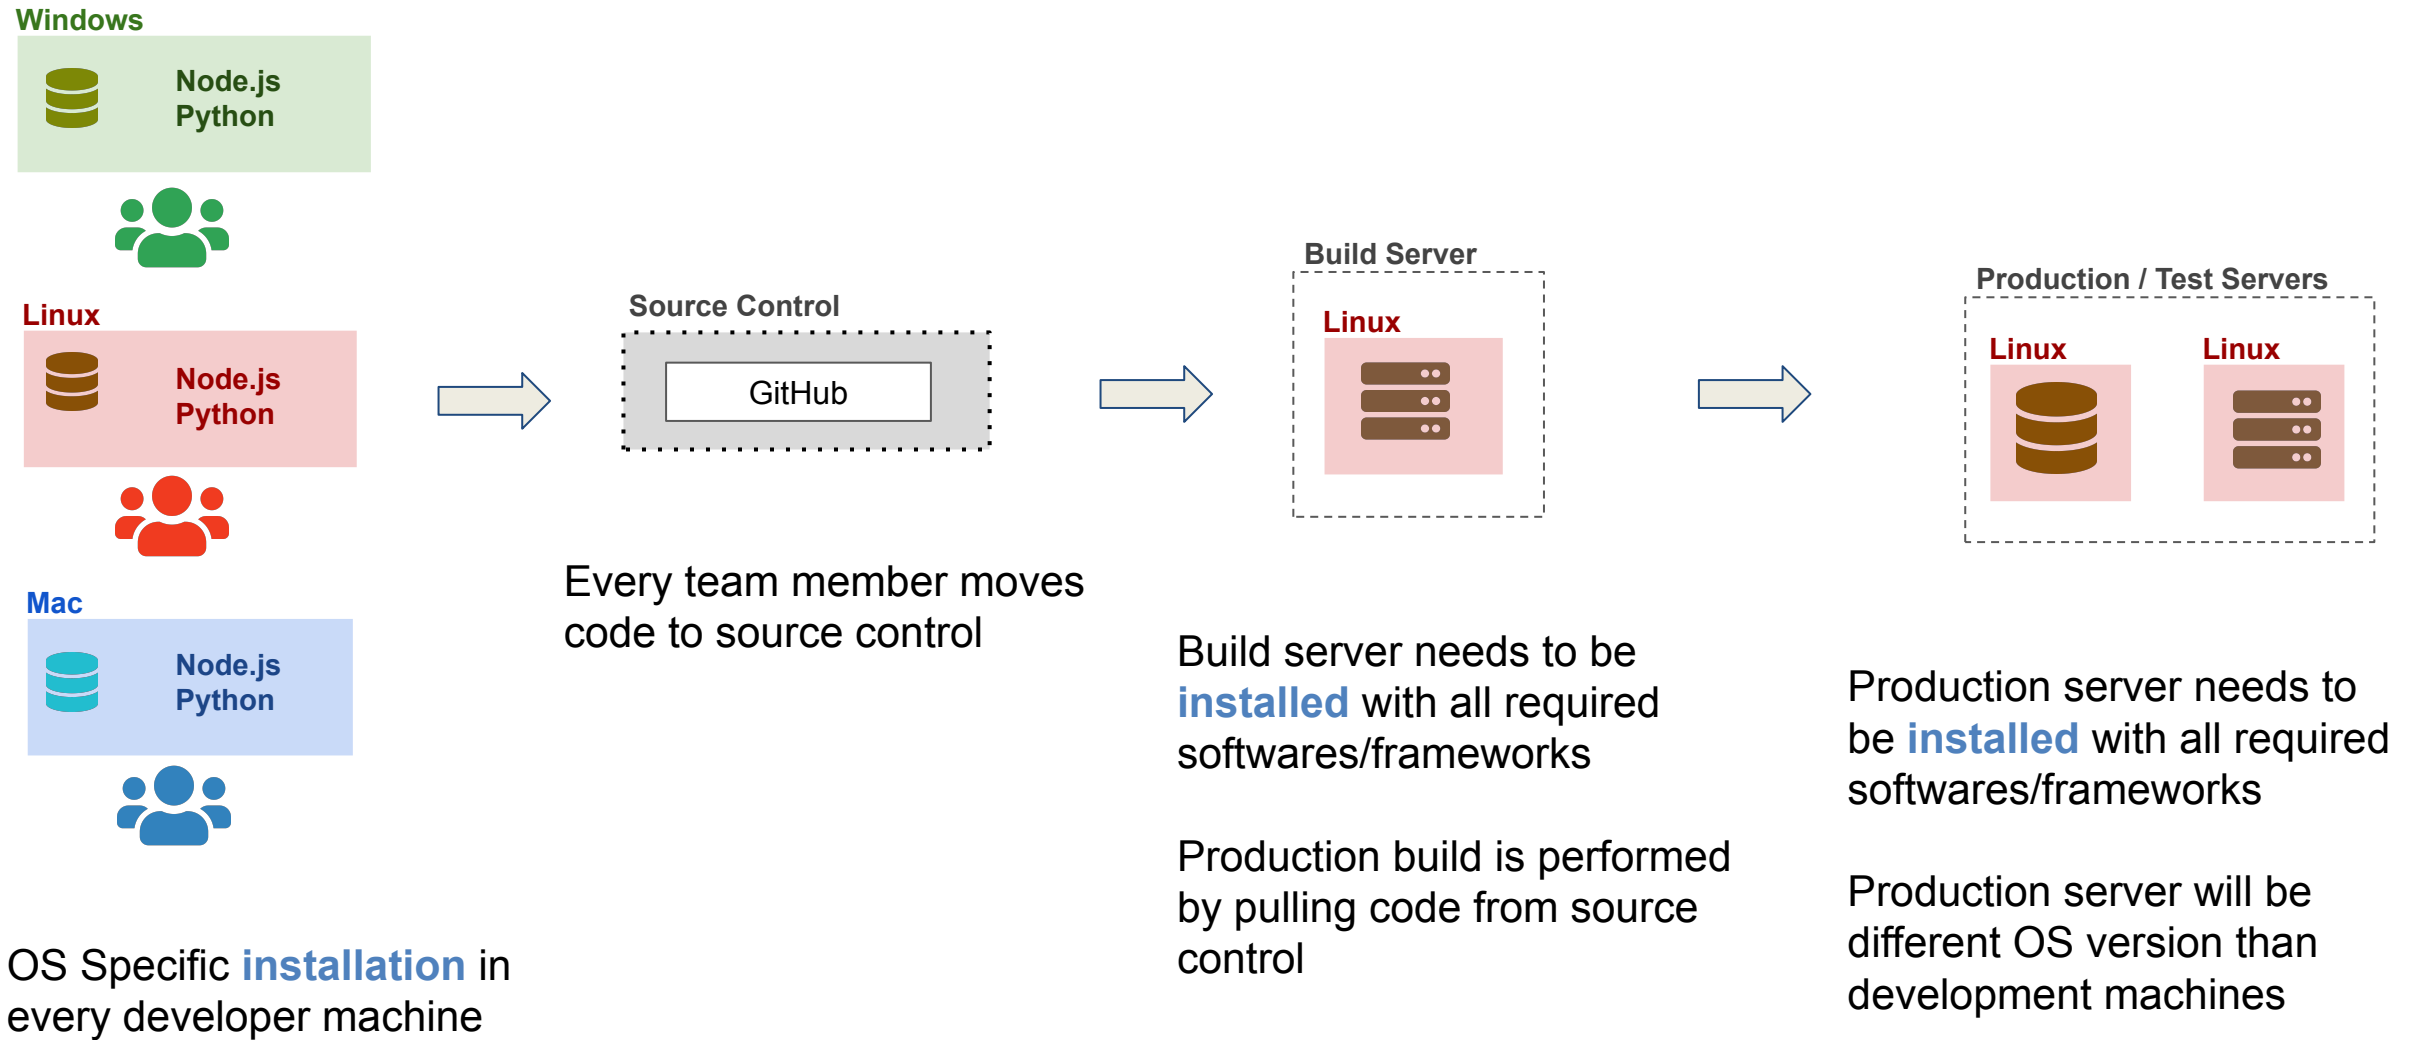 Windows
Node.js
Python
Linux
Node.js
Python
Mac
Node.js
Python
OS Specific installation in
every developer machine
Source Control
GitHub
Every team member moves
code to source control
Build Server
Linux
Build server needs to be
installed with all required
softwares/frameworks
Production build is performed
by pulling code from source
control
Production / Test Servers
Linux
Linux
Production server needs to
be installed with all required
softwares/frameworks
Production server will be
different OS version than
development machines